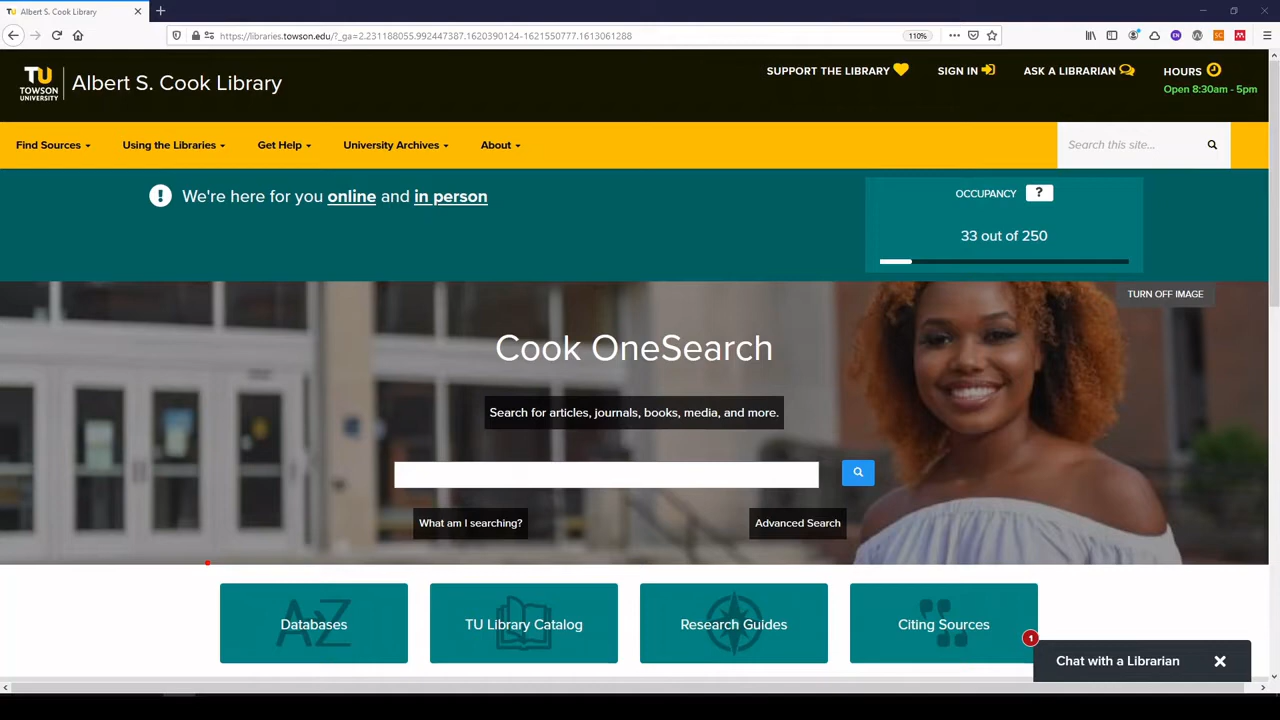 Albert S. Cook Library
https://libraries.towson.edu/?_ga=2.231188055.992447387.1620390124-1621550777.1613061288
110%
TU
TOWSON
UNIVERSITY
Albert S. Cook Library
SUPPORT THE LIBRARY
SIGN IN
ASK A LIBRARIAN
HOURS
Open 8:30am - 5pm
Find Sources
Using the Libraries
Get Help
University Archives
About
Search this site...
We're here for you online and in person
OCCUPANCY ?
33 out of 250
TURN OFF IMAGE
Cook OneSearch
Search for articles, journals, books, media, and more.
What am I searching?
Advanced Search
AZ
Databases
TU Library Catalog
Research Guides
Citing Sources
1
Chat with a Librarian